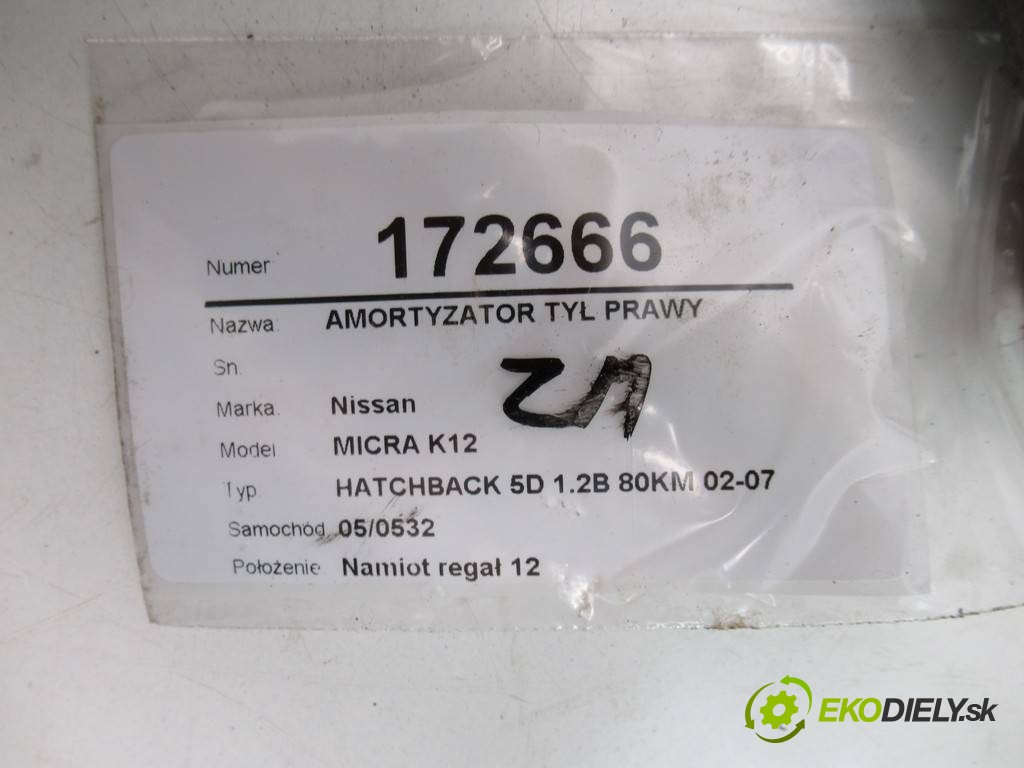 Numer 172666
Nazwa: AMORTYZATOR TYŁ PRAWY
Sn:
Marka: Nissan
Model MICRA K12
Typ HATCHBACK 5D 1.2B 80KM 02-07
Samochód 05/0532
Położenie Namiot regał 12
EKODIELY.sk